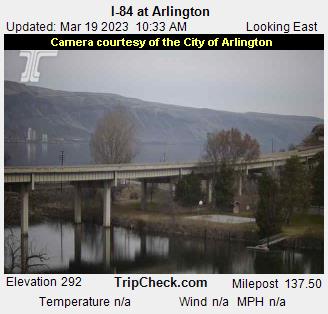 I-84 at Arlington
Updated: Mar 19 2023 10:33 AM Looking East
Camera courtesy of the City of Arlington
Elevation 292 TripCheck.com Milepost 137.50
Temperature n/a Wind n/a MPH n/a